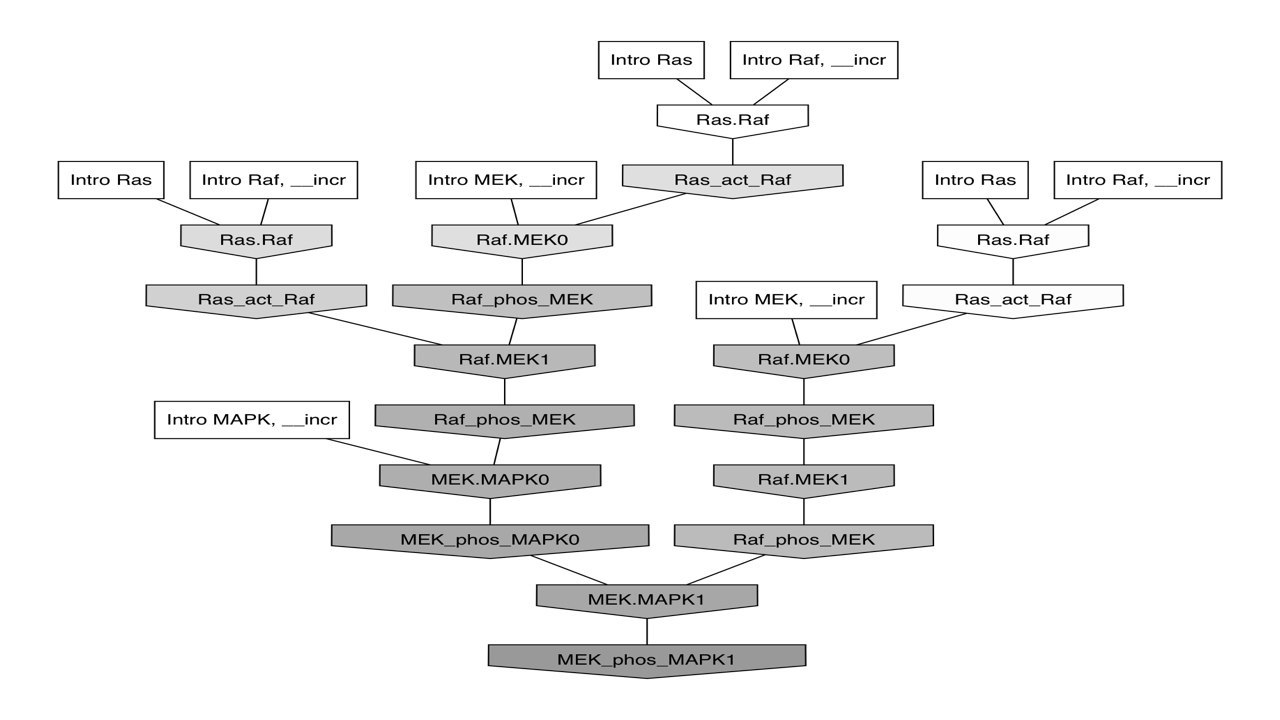 Intro Ras
Intro Raf, __incr
Ras.Raf
Intro Ras
Intro Raf, __incr
Intro MEK, __incr
Ras_act_Raf
Intro Ras
Intro Raf, __incr
Ras.Raf
Raf.MEK0
Ras.Raf
Ras_act_Raf
Raf_phos_MEK
Intro MEK, __incr
Ras_act_Raf
Raf.MEK1
Raf.MEK0
Intro MAPK, __incr
Raf_phos_MEK
Raf_phos_MEK
MEK.MAPK0
Raf.MEK1
MEK_phos_MAPK0
Raf_phos_MEK
MEK.MAPK1
MEK_phos_MAPK1